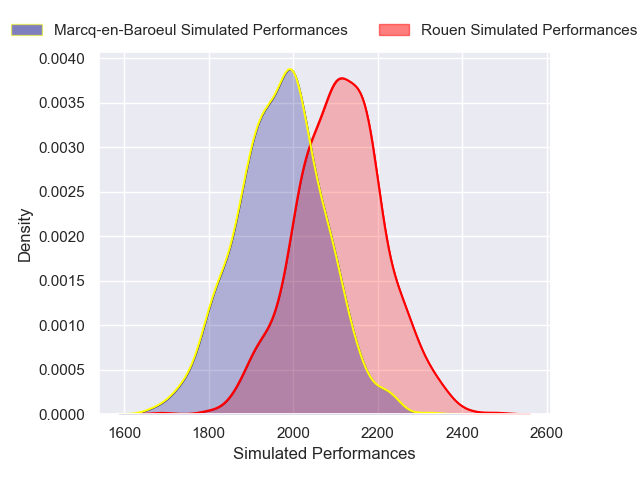 Marcq-en-Baroeul Simulated Performances
Rouen Simulated Performances
0.0040
0.0035
0.0030
0.0025
0.0020
0.0015
0.0010
0.0005
0.0000
Density
1600 1800 2000 2200 2400 2600
Simulated Performances